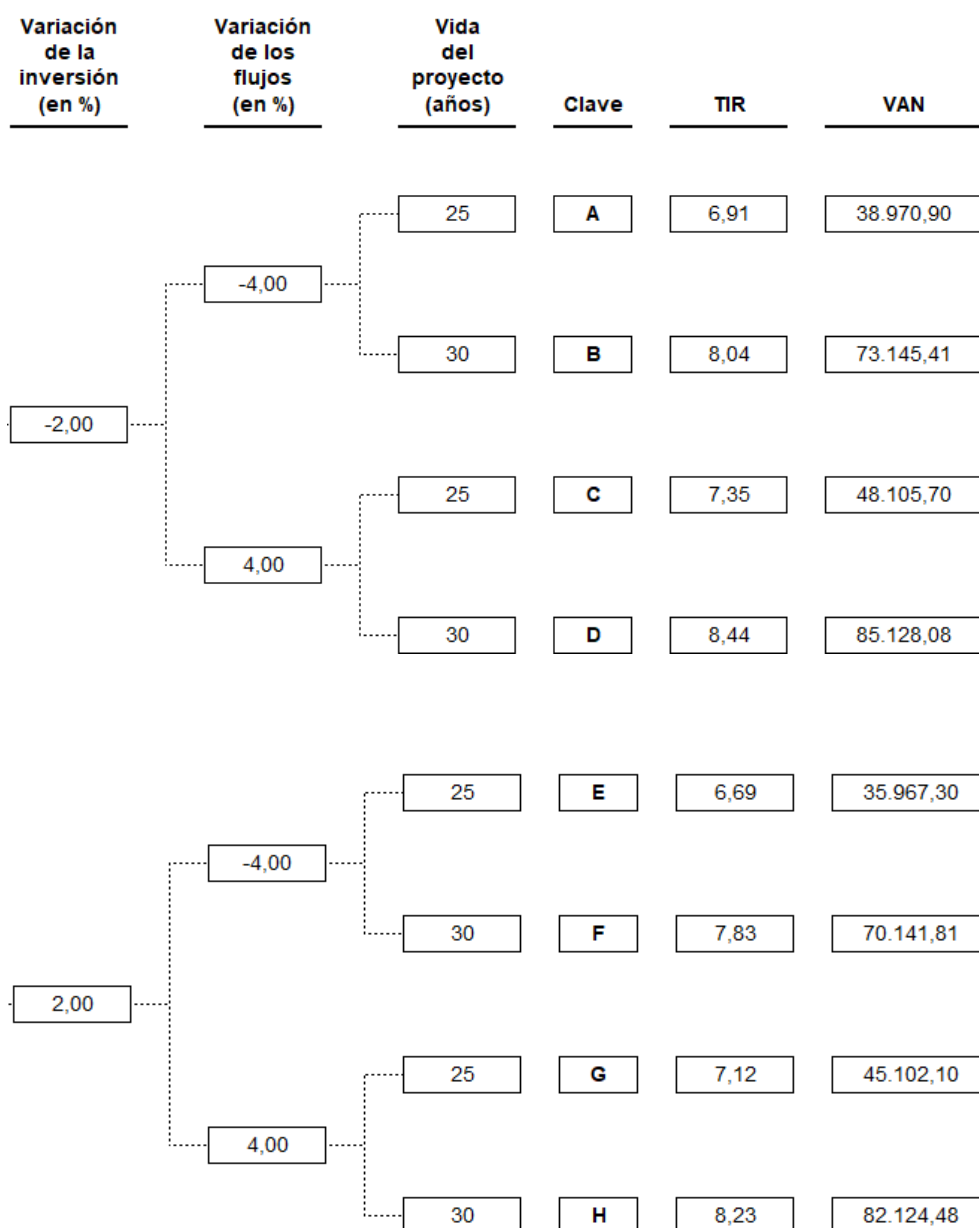 Variación
de la
inversión
(en %)
Variación
de los
flujos
(en %)
Vida
del
proyecto
(años)
Clave
TIR
VAN
25 A 6,91 38.970,90
-4,00
30 B 8,04 73.145,41
-2,00
25 C 7,35 48.105,70
4,00
30 D 8,44 85.128,08
25 E 6,69 35.967,30
-4,00
30 F 7,83 70.141,81
2,00
25 G 7,12 45.102,10
4,00
30 H 8,23 82.124,48